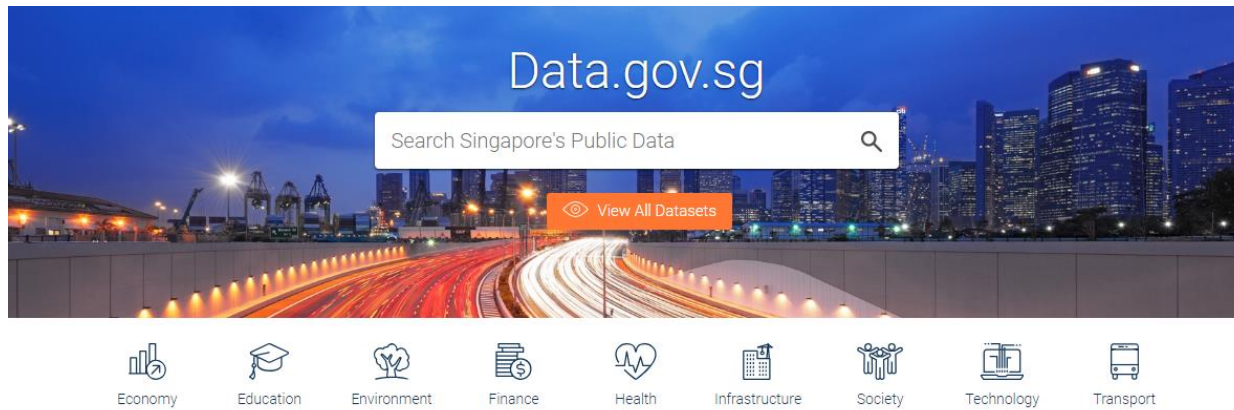 Data.gov.sg
Search Singapore's Public Data
View All Datasets
Economy Education Environment Finance Health Infrastructure Society Technology Transport